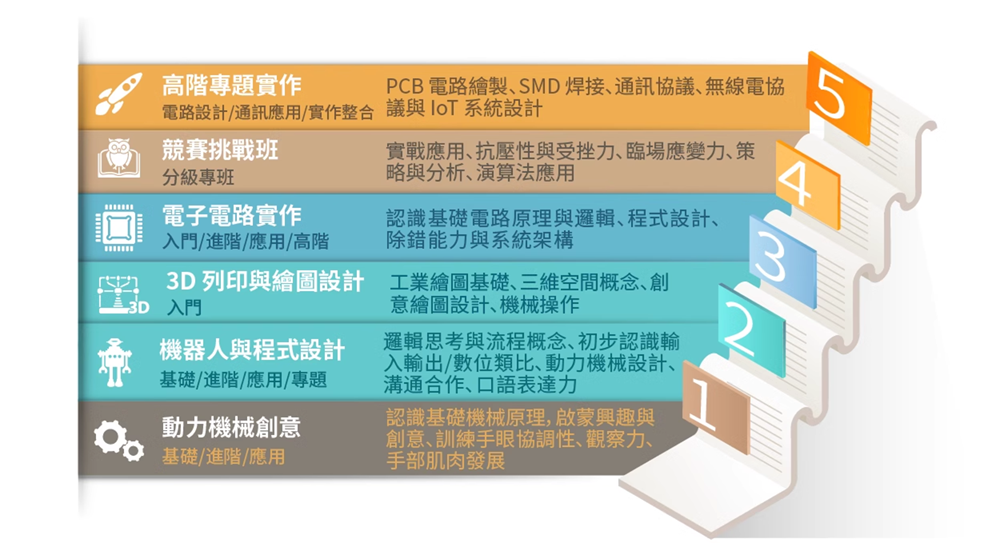 高階專題實作
電路設計/通訊應用/實作整合
PCB 電路繪製、SMD 焊接、通訊協議、無線電協
議與 IoT 系統設計
5
競賽挑戰班
分級專班
實戰應用、抗壓性與受挫力、臨場應變力、策
略與分析、演算法應用
4
電子電路實作
入門/進階/應用/高階
認識基礎電路原理與邏輯、程式設計、
除錯能力與系統架構
3
3D
3D 列印與繪圖設計
入門
工業繪圖基礎、三維空間概念、創
意繪圖設計、機械操作
2
機器人與程式設計
基礎/進階/應用/專題
邏輯思考與流程概念、初步認識輸
入輸出/數位類比、動力機械設計、
溝通合作、口語表達力
1
動力機械創意
基礎/進階/應用
認識基礎機械原理, 啟蒙興趣與
創意、訓練手眼協調性、觀察力、
手部肌肉發展